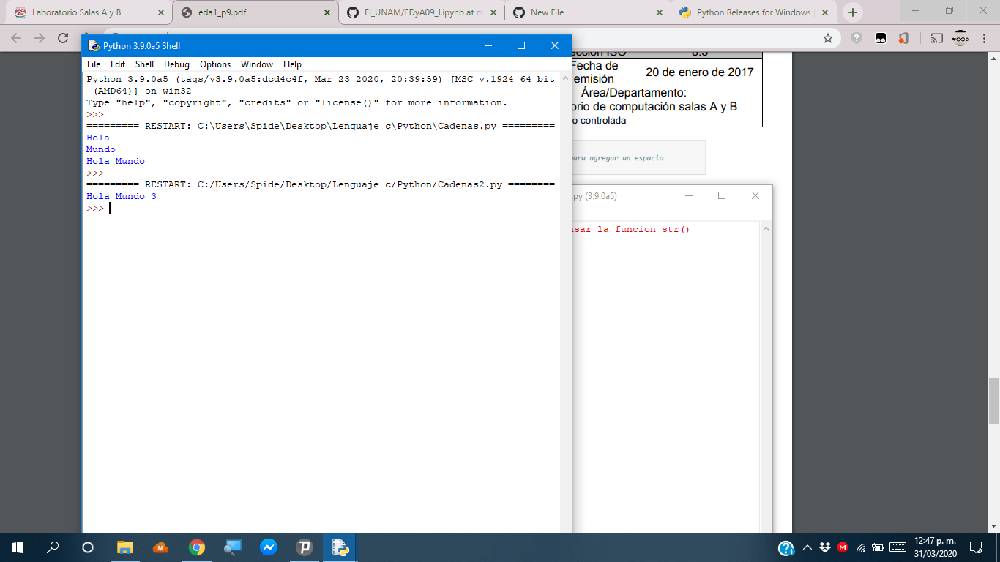 Laboratorio Salas A y B
eda1_p9.pdf
FI_UNAM/EDyA09_I.ipynb at m
New File
Python Releases for Windows
Python 3.9.0a5 Shell
File Edit Shell Debug Options Window Help
Python 3.9.0a5 (tags/v3.9.0a5:dcd4c4f, Mar 23 2020, 20:39:59) [MSC v.1924 64 bit
(AMD64)] on win32
Type "help", "copyright", "credits" or "license()" for more information.
>>>
========= RESTART: C:\Users\Spide\Desktop\Lenguaje c\Python\Cadenas.py =========
Hola
Mundo
Hola Mundo
>>>
========= RESTART: C:/Users/Spide/Desktop/Lenguaje c/Python/Cadenas2.py ========
Hola Mundo 3
>>>
ISO
8.3
Fecha de
emisión
20 de enero de 2017
Área/Departamento:
orio de computación salas A y B
o controlada
ara agregar un espacio
py (3.9.0a5)
sar la funcion str()
12:47 p. m.
31/03/2020